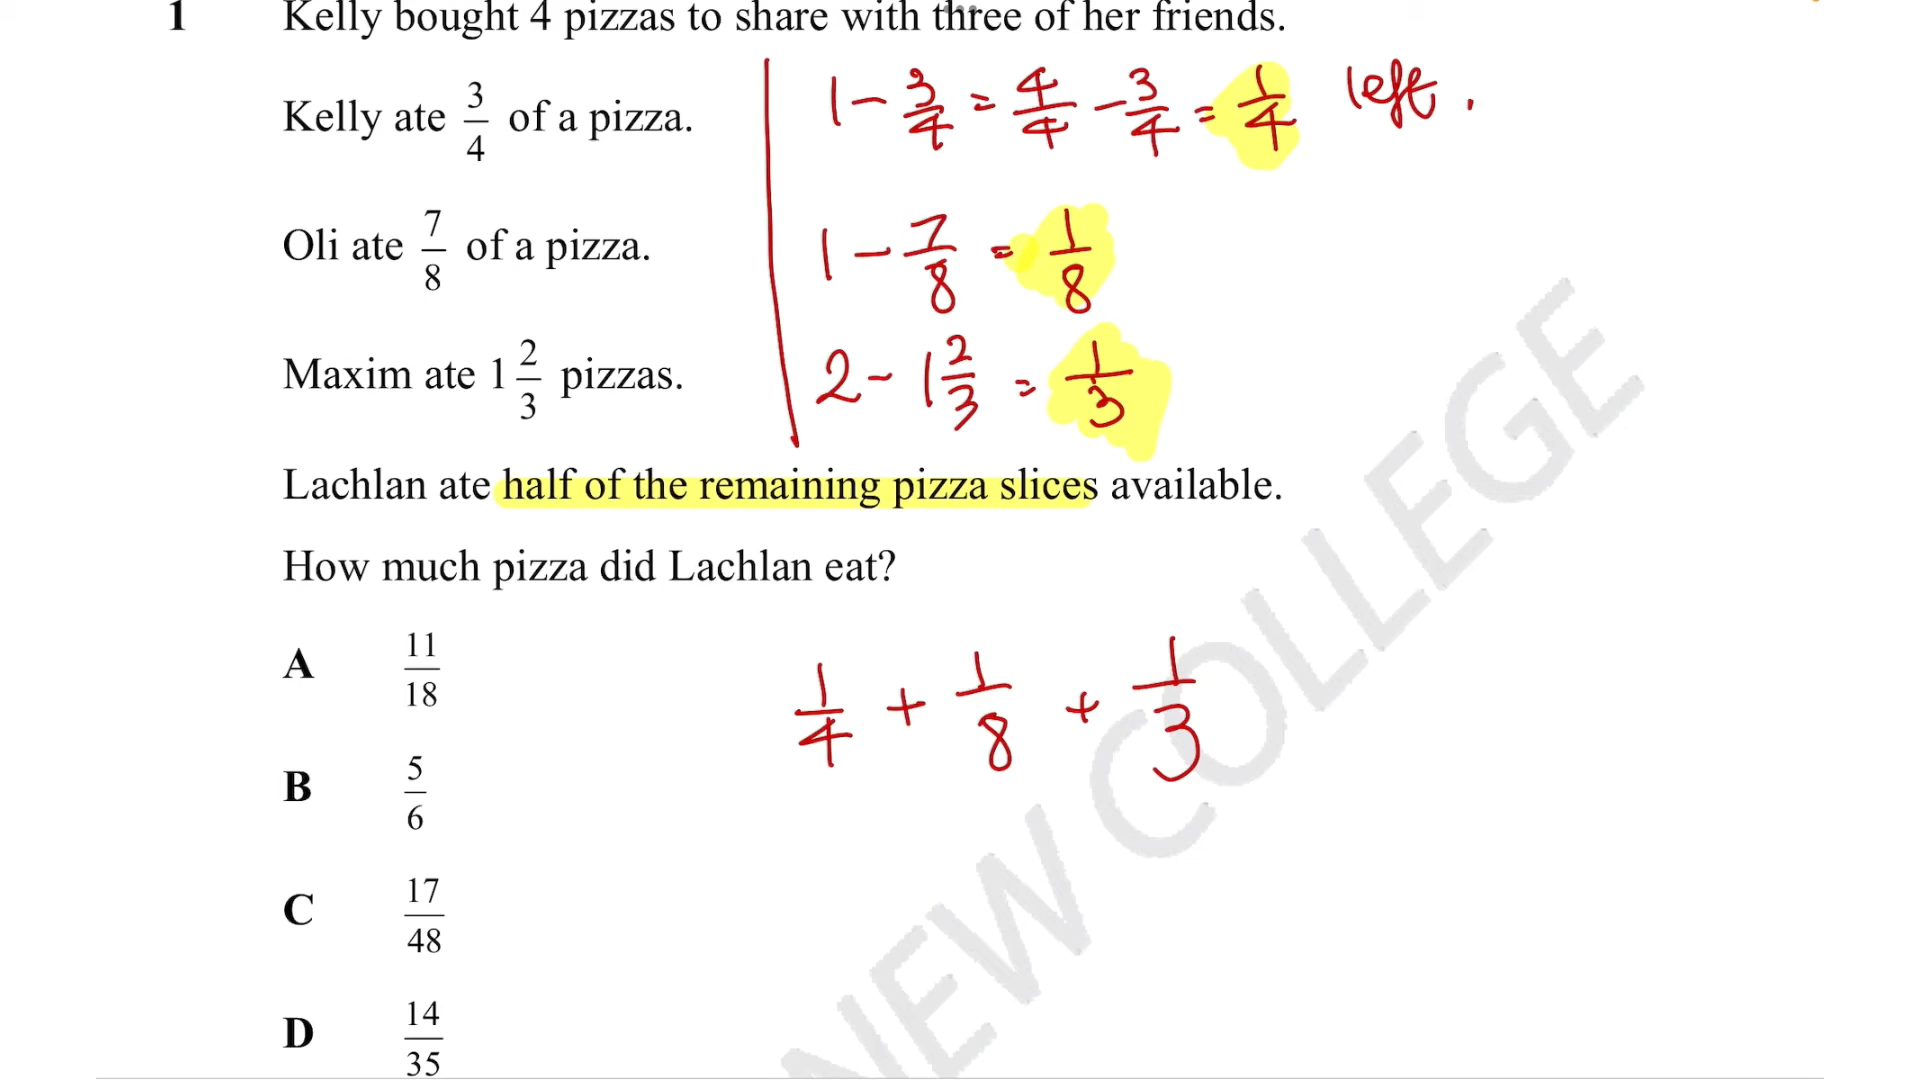 1 Kelly bought 4 pizzas to share with three of her friends.
Kelly ate 3/4 of a pizza. 1 - 3/4 = 4/4 - 3/4 = 1/4 left.
Oli ate 7/8 of a pizza. 1 - 7/8 = 1/8
Maxim ate 1 2/3 pizzas. 2 - 1 2/3 = 1/3
Lachlan ate half of the remaining pizza slices available.
How much pizza did Lachlan eat?
A 11/18
1/4 + 1/8 + 1/3
B 5/6
C 17/48
D 14/35
NEW COLLEGE